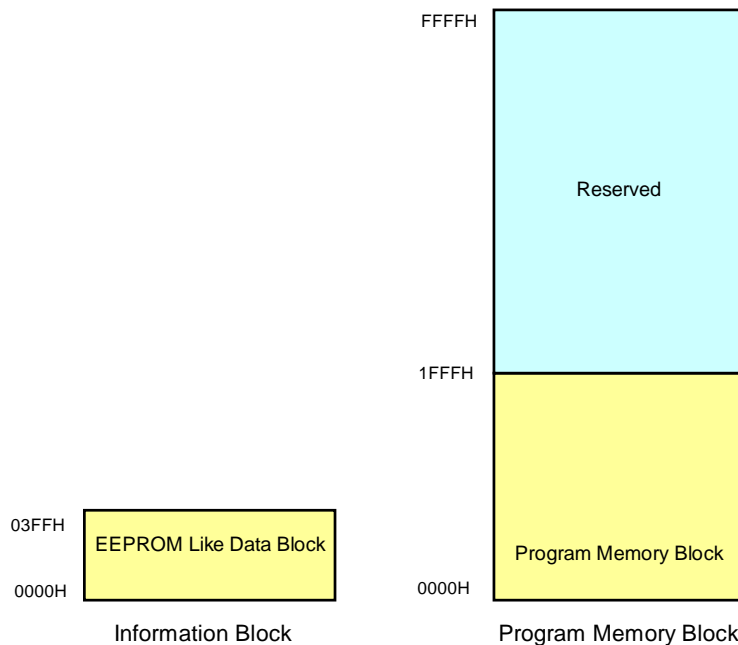 FFFFH
Reserved
1FFFH
03FFH
EEPROM Like Data Block
Program Memory Block
0000H
0000H
Information Block
Program Memory Block